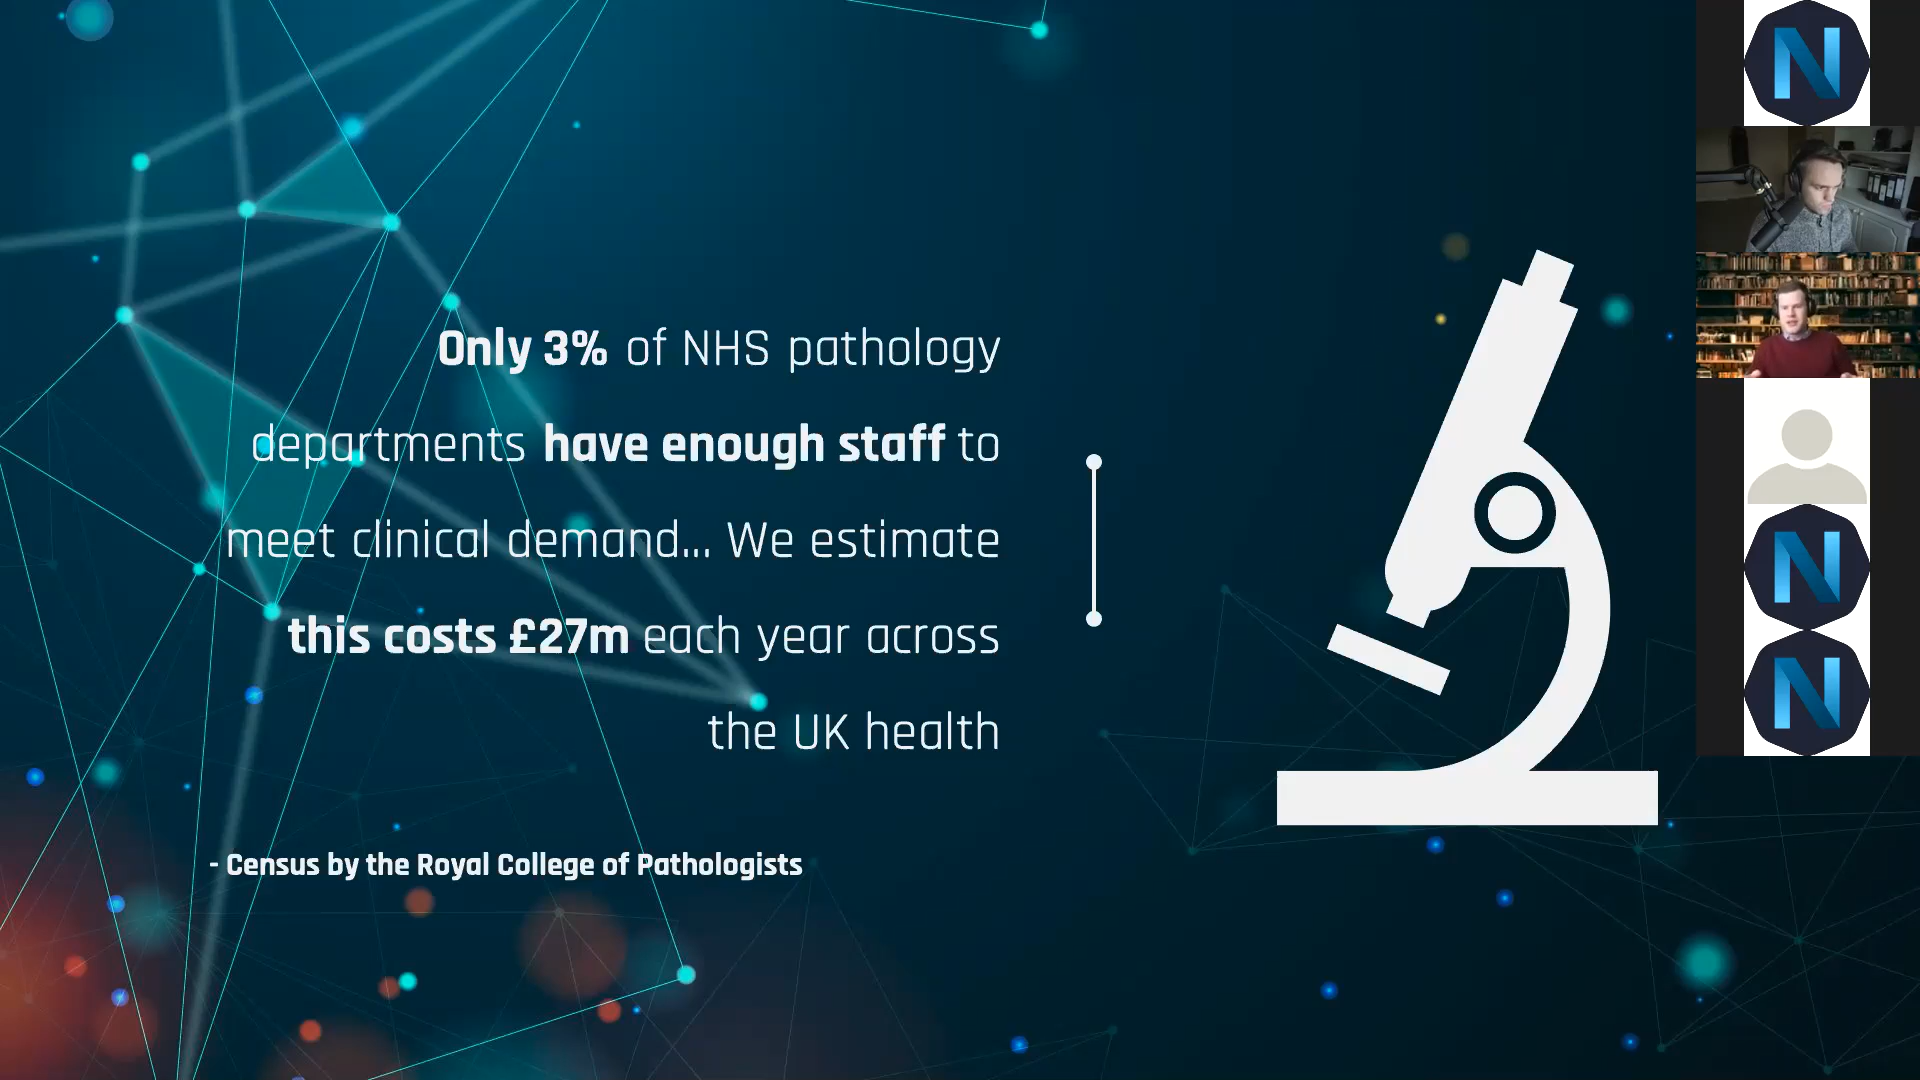 Only 3% of NHS pathology
departments have enough staff to
meet clinical demand... We estimate
this costs £27m each year across
the UK health
- Census by the Royal College of Pathologists
N
N
N